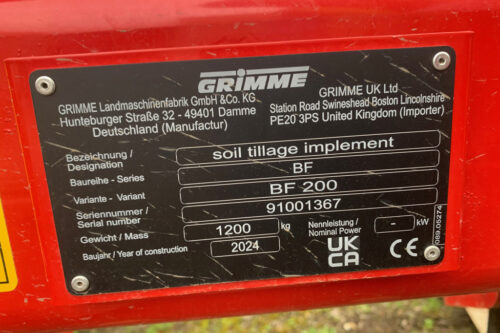 GRIMME
GRIMME Landmaschinenfabrik GmbH &Co. KG
Hunteburger Straße 32 - 49401 Damme
Deutschland (Manufactur)
GRIMME UK Ltd
Station Road Swineshead-Boston Lincolnshire
PE20 3PS United Kingdom (Importer)
Bezeichnung / Designation soil tillage implement
Baureihe - Series BF
Variante - Variant BF 200
Seriennummer / Serial number 91001367
Gewicht / Mass 1200 kg Nennleistung / Nominal Power - kW
Baujahr / Year of construction 2024
UK
CA
CE
089.05274